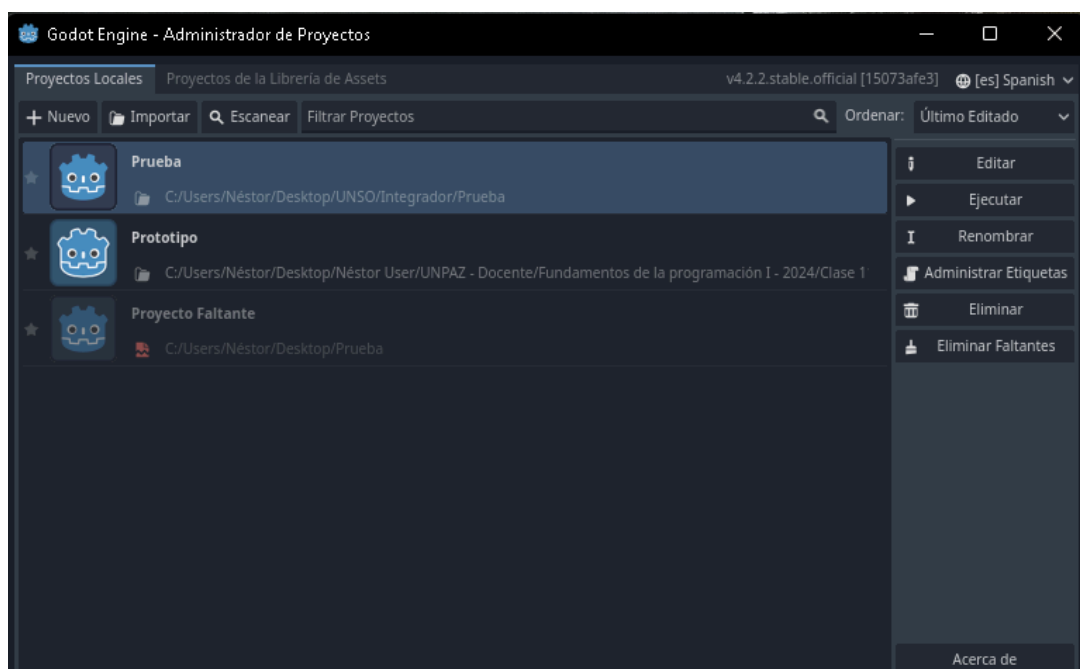 Godot Engine - Administrador de Proyectos
Proyectos Locales Proyectos de la Librería de Assets v4.2.2.stable.official [15073afe3] [es] Spanish
+ Nuevo Importar Escanear Filtrar Proyectos Ordenar: Último Editado
Prueba
C:/Users/Néstor/Desktop/UNSO/Integrador/Prueba
Prototipo
C:/Users/Néstor/Desktop/Néstor User/UNPAZ - Docente/Fundamentos de la programación I - 2024/Clase 1
Proyecto Faltante
C:/Users/Néstor/Desktop/Prueba
Editar
Ejecutar
Renombrar
Administrar Etiquetas
Eliminar
Eliminar Faltantes
Acerca de